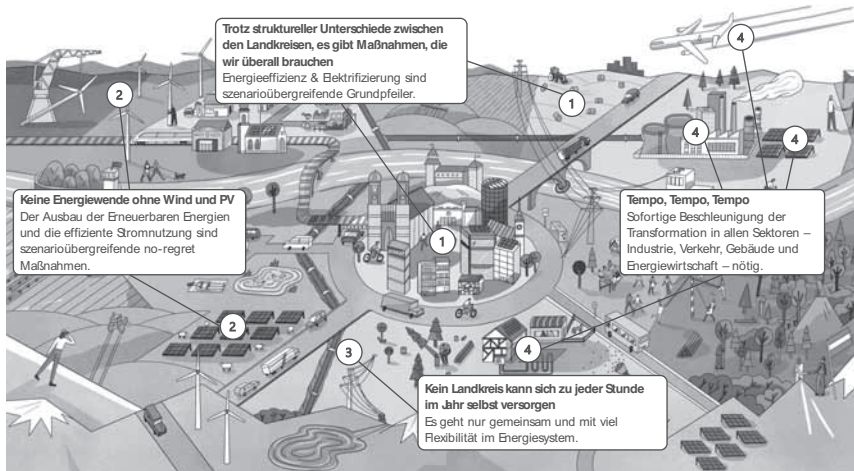 Trotz struktureller Unterschiede zwischen
den Landkreisen, es gibt Maßnahmen, die
wir überall brauchen
Energieeffizienz & Elektrifizierung sind
szenarioübergreifende Grundpfeiler.
4
2
1
4
4
Keine Energiewende ohne Wind und PV
Der Ausbau der Erneuerbaren Energien
und die effiziente Stromnutzung sind
szenarioübergreifende no-regret
Maßnahmen.
Tempo, Tempo, Tempo
Sofortige Beschleunigung der
Transformation in allen Sektoren –
Industrie, Verkehr, Gebäude und
Energiewirtschaft – nötig.
1
2
3
4
Kein Landkreis kann sich zu jeder Stunde
im Jahr selbst versorgen
Es geht nur gemeinsam und mit viel
Flexibilität im Energiesystem.